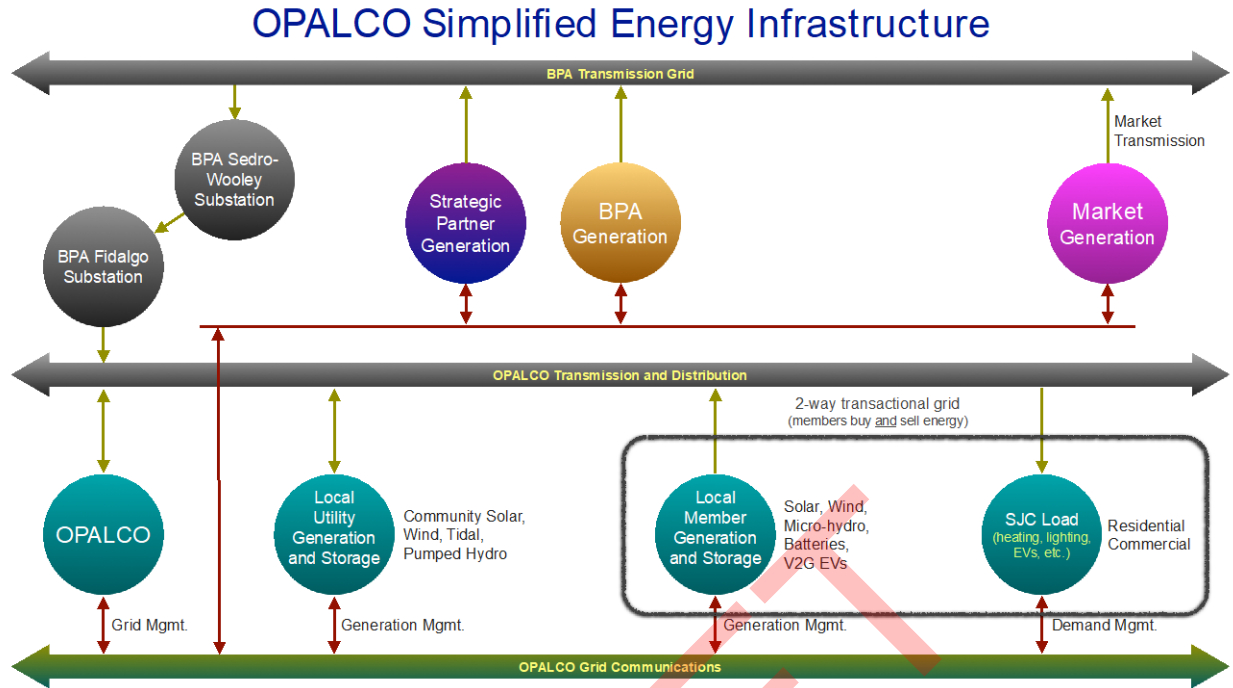 OPALCO Simplified Energy Infrastructure
BPA Transmission Grid
Market
Transmission
BPA Sedro-
Wooley
Substation
Strategic
Partner
Generation
BPA
Generation
Market
Generation
BPA Fidalgo
Substation
OPALCO Transmission and Distribution
2-way transactional grid
(members buy and sell energy)
OPALCO
Local
Utility
Generation
and Storage
Community Solar,
Wind, Tidal,
Pumped Hydro
Local
Member
Generation
and Storage
Solar, Wind,
Micro-hydro,
Batteries,
V2G EVs
SJC Load
(heating, lighting,
EVs, etc.)
Residential
Commercial
Grid Mgmt.
Generation Mgmt.
Generation Mgmt.
Demand Mgmt.
OPALCO Grid Communications